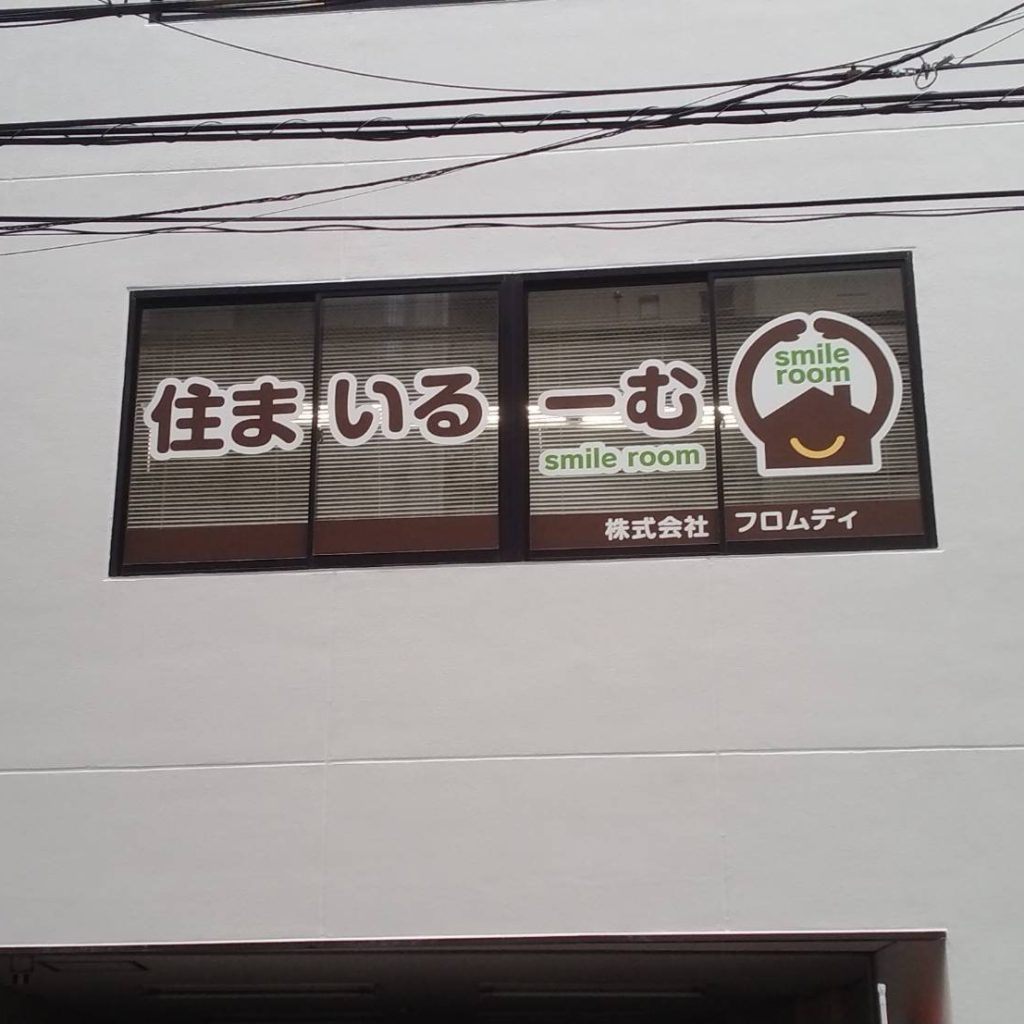 住まいるーむ
smile room
smile
room
株式会社 フロムディ